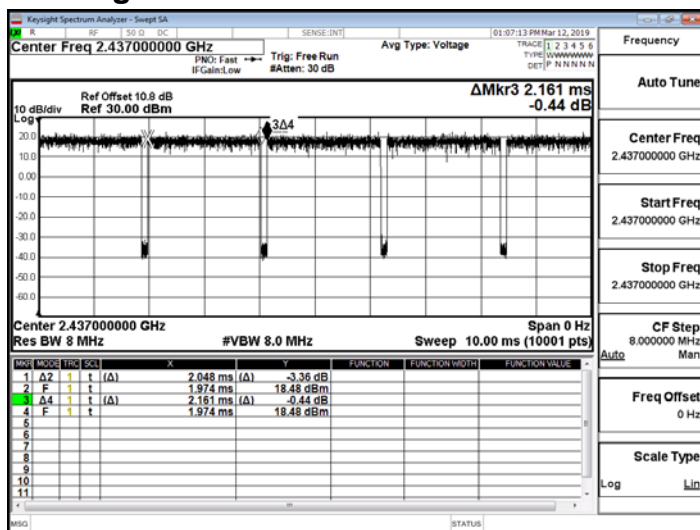 Keysight Spectrum Analyzer - Swept SA
R RF 50 Ω DC SENSE:INT 01:07:13 PM Mar 12, 2019
Center Freq 2.437000000 GHz
PNO: Fast
IFGain:Low
Trig: Free Run
#Atten: 30 dB
Avg Type: Voltage
TRACE 1 2 3 4 5 6
TYPE WWWWWW
DET P NNNNN
Ref Offset 10.8 dB
Ref 30.00 dBm
10 dB/div
Log
ΔMkr3 2.161 ms
-0.44 dB
3Δ4
20.0
10.0
0.00
-10.0
-20.0
-30.0
-40.0
-50.0
-60.0
Center 2.437000000 GHz Span 0 Hz
Res BW 8 MHz #VBW 8.0 MHz Sweep 10.00 ms (10001 pts)
MKR MODE TRC SCL X Y FUNCTION FUNCTION WIDTH FUNCTION VALUE
1 Δ2 1 t (Δ) 2.048 ms (Δ) -3.36 dB
2 F 1 t 1.974 ms 18.48 dBm
3 Δ4 1 t (Δ) 2.161 ms (Δ) -0.44 dB
4 F 1 t 1.974 ms 18.48 dBm
5
6
7
8
9
10
11
MSG STATUS
Frequency
Auto Tune
Center Freq
2.437000000 GHz
Start Freq
2.437000000 GHz
Stop Freq
2.437000000 GHz
CF Step
8.000000 MHz
Auto Man
Freq Offset
0 Hz
Scale Type
Log Lin